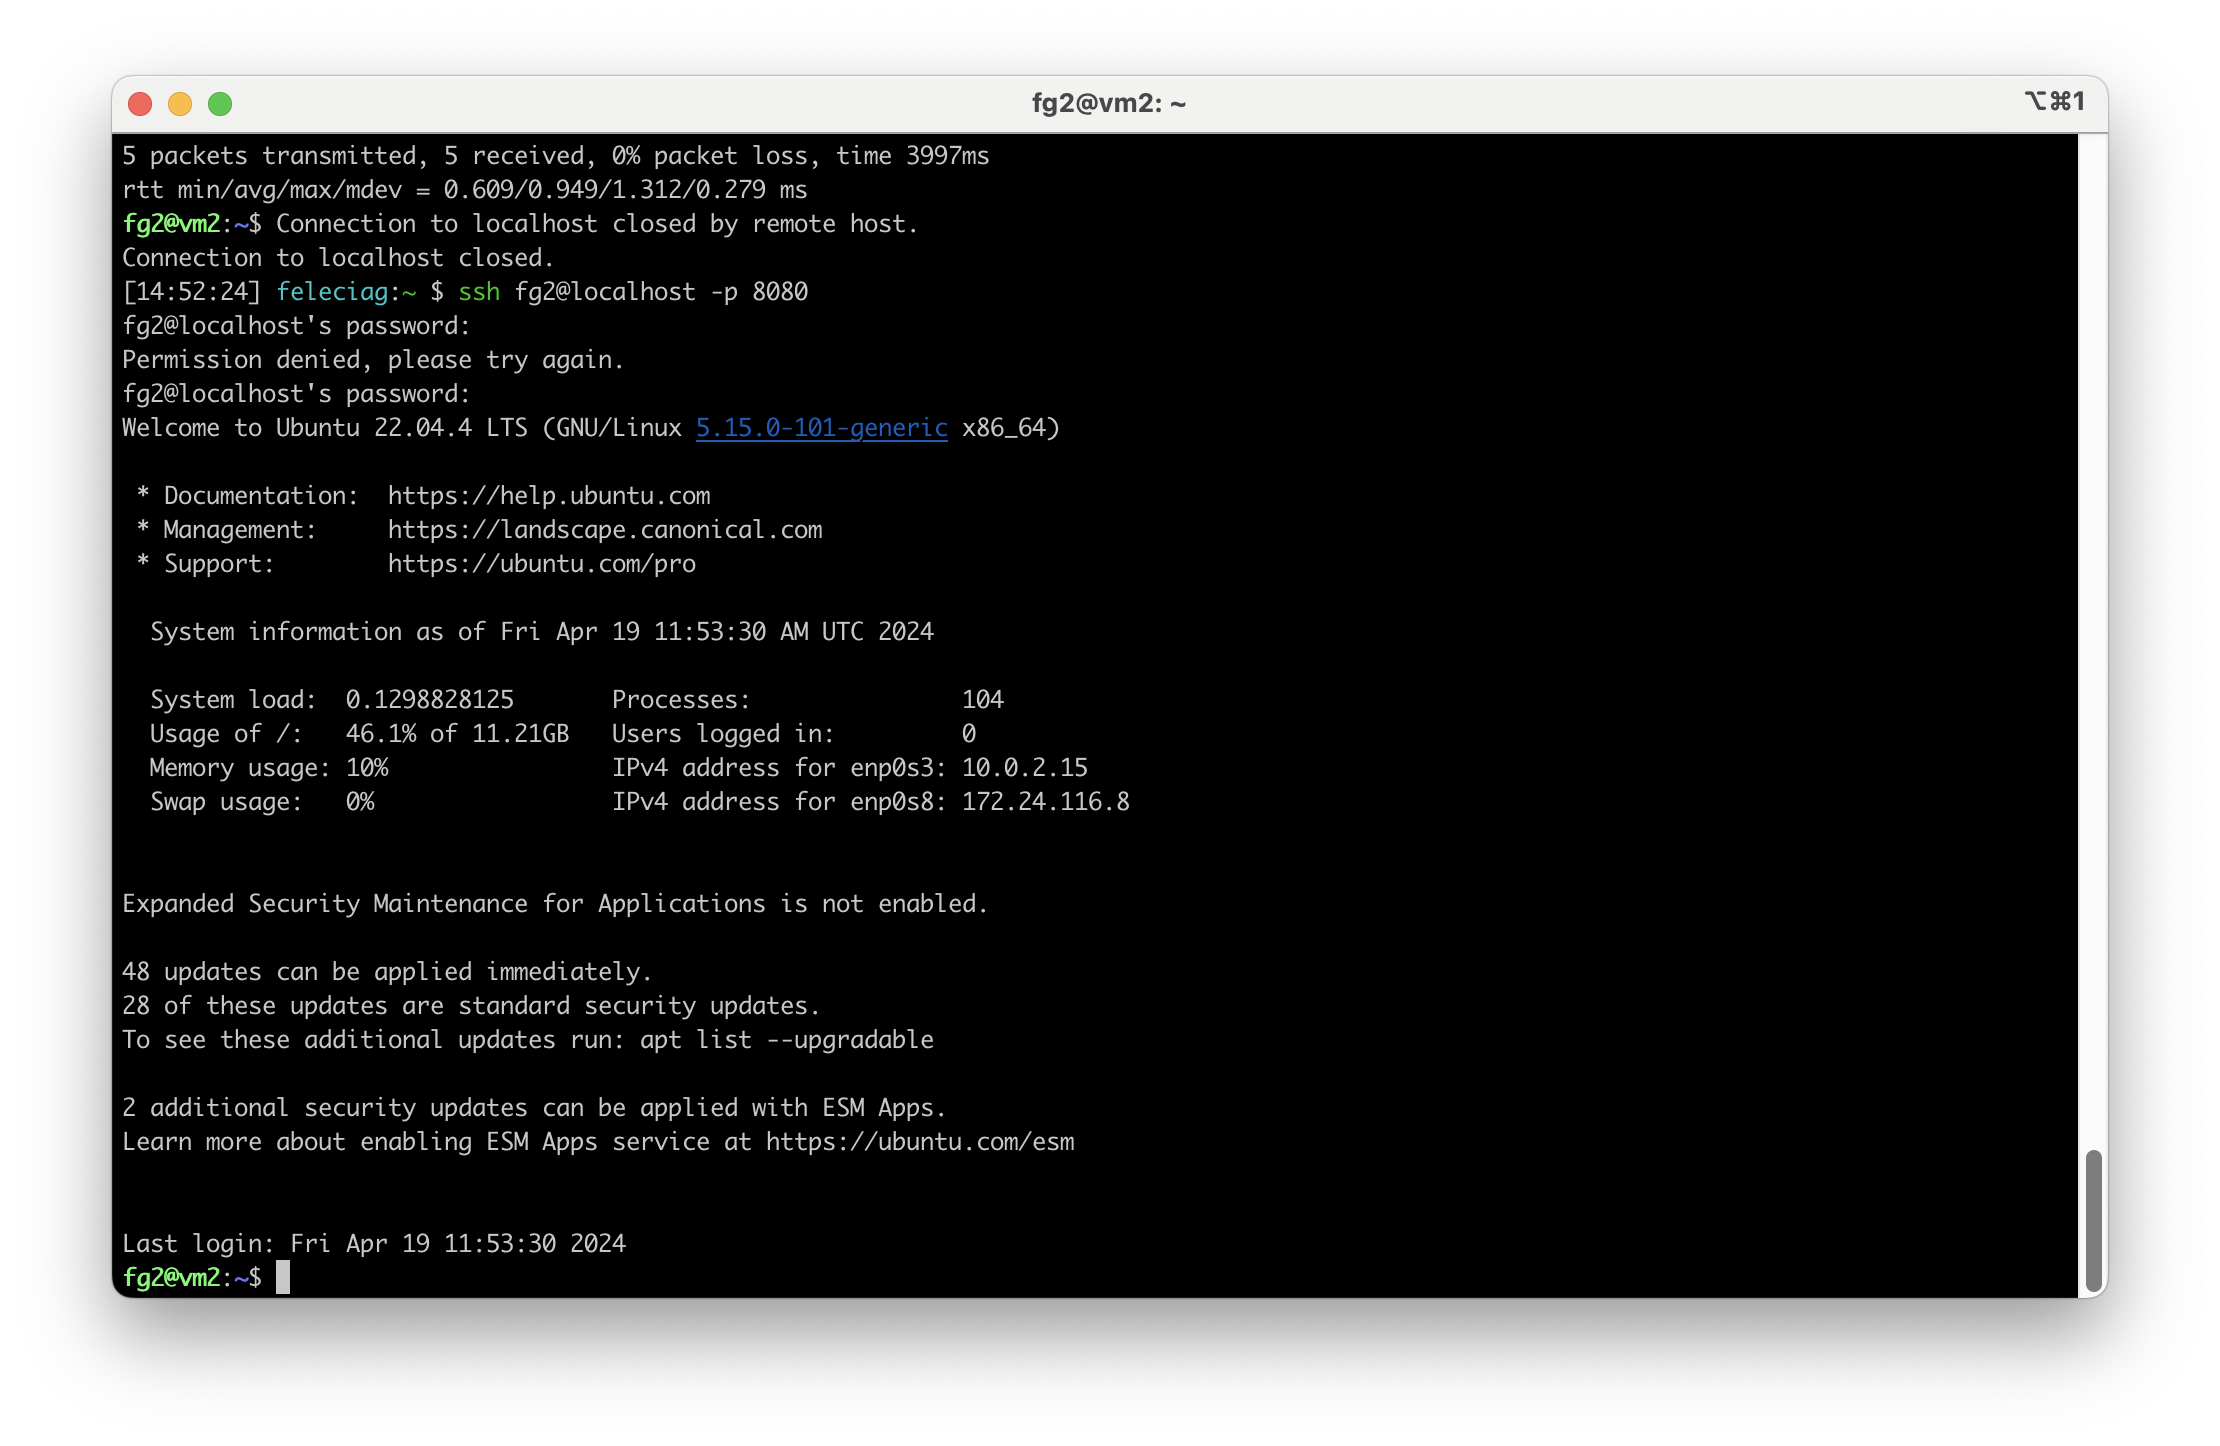 fg2@vm2: ~
⌥⌘1
5 packets transmitted, 5 received, 0% packet loss, time 3997ms
rtt min/avg/max/mdev = 0.609/0.949/1.312/0.279 ms
fg2@vm2:~$ Connection to localhost closed by remote host.
Connection to localhost closed.
[14:52:24] feleciag:~ $ ssh fg2@localhost -p 8080
fg2@localhost's password:
Permission denied, please try again.
fg2@localhost's password:
Welcome to Ubuntu 22.04.4 LTS (GNU/Linux 5.15.0-101-generic x86_64)
 * Documentation:  https://help.ubuntu.com
 * Management:     https://landscape.canonical.com
 * Support:        https://ubuntu.com/pro
  System information as of Fri Apr 19 11:53:30 AM UTC 2024
  System load:  0.1298828125       Processes:               104
  Usage of /:   46.1% of 11.21GB   Users logged in:         0
  Memory usage: 10%                IPv4 address for enp0s3: 10.0.2.15
  Swap usage:   0%                 IPv4 address for enp0s8: 172.24.116.8
Expanded Security Maintenance for Applications is not enabled.
48 updates can be applied immediately.
28 of these updates are standard security updates.
To see these additional updates run: apt list --upgradable
2 additional security updates can be applied with ESM Apps.
Learn more about enabling ESM Apps service at https://ubuntu.com/esm
Last login: Fri Apr 19 11:53:30 2024
fg2@vm2:~$